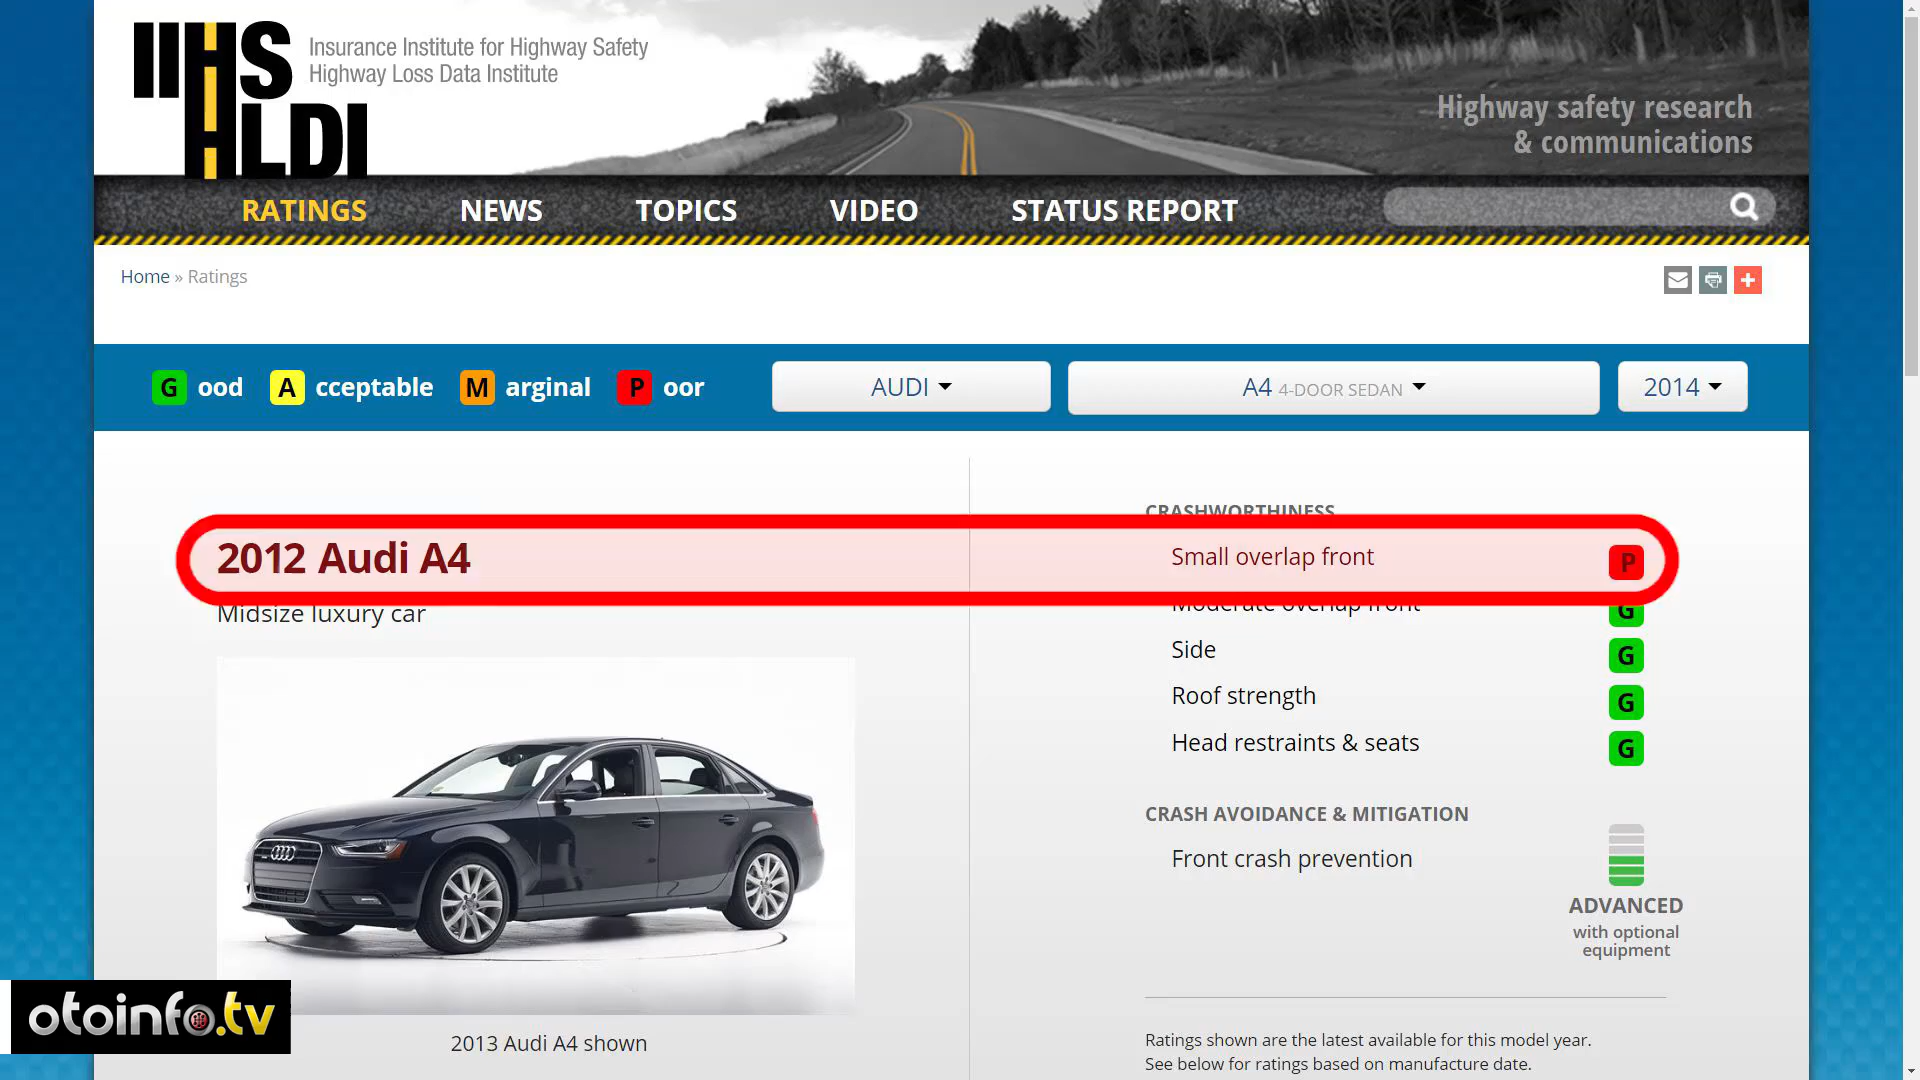 IIHS
HLDI
Insurance Institute for Highway Safety
Highway Loss Data Institute
Highway safety research
& communications
RATINGS
NEWS
TOPICS
VIDEO
STATUS REPORT
Home » Ratings
G ood
A cceptable
M arginal
P oor
AUDI
A4 4-DOOR SEDAN
2014
2012 Audi A4
Midsize luxury car
2013 Audi A4 shown
CRASHWORTHINESS
Small overlap front P
Moderate overlap front G
Side G
Roof strength G
Head restraints & seats G
CRASH AVOIDANCE & MITIGATION
Front crash prevention
ADVANCED
with optional
equipment
Ratings shown are the latest available for this model year.
See below for ratings based on manufacture date.
otoinfo.tv